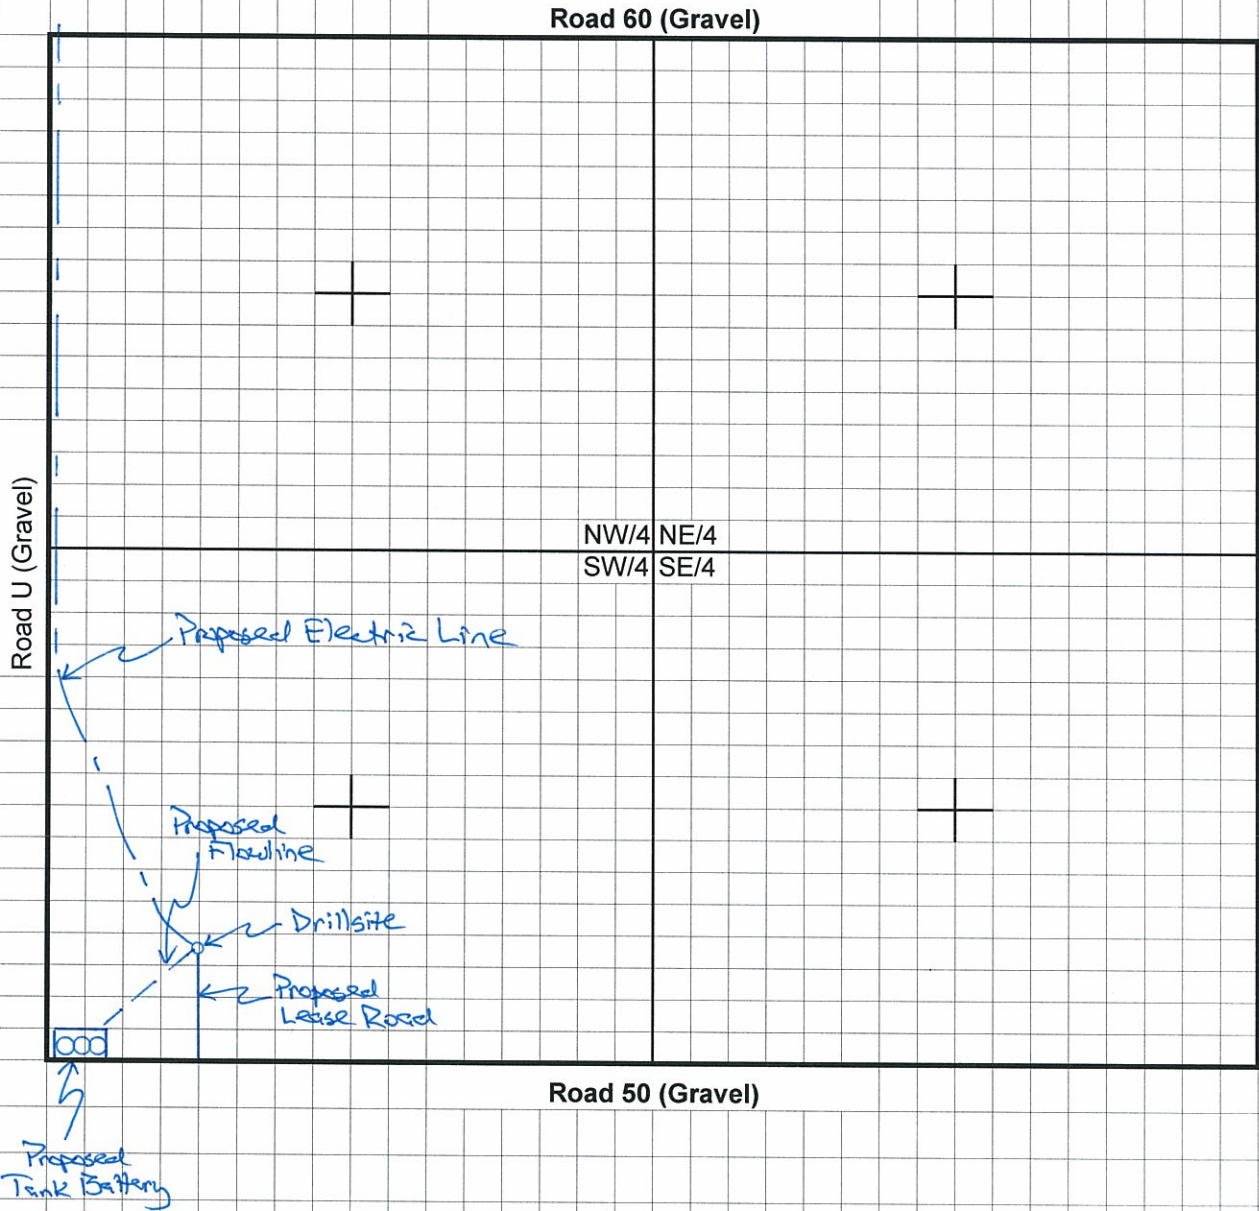 Road 60 (Gravel)
Road U (Gravel)
NW/4 NE/4
SW/4 SE/4
Proposed Electric Line
Proposed
Flowline
Drillsite
Proposed
Lease Road
Road 50 (Gravel)
Proposed
Tank Battery